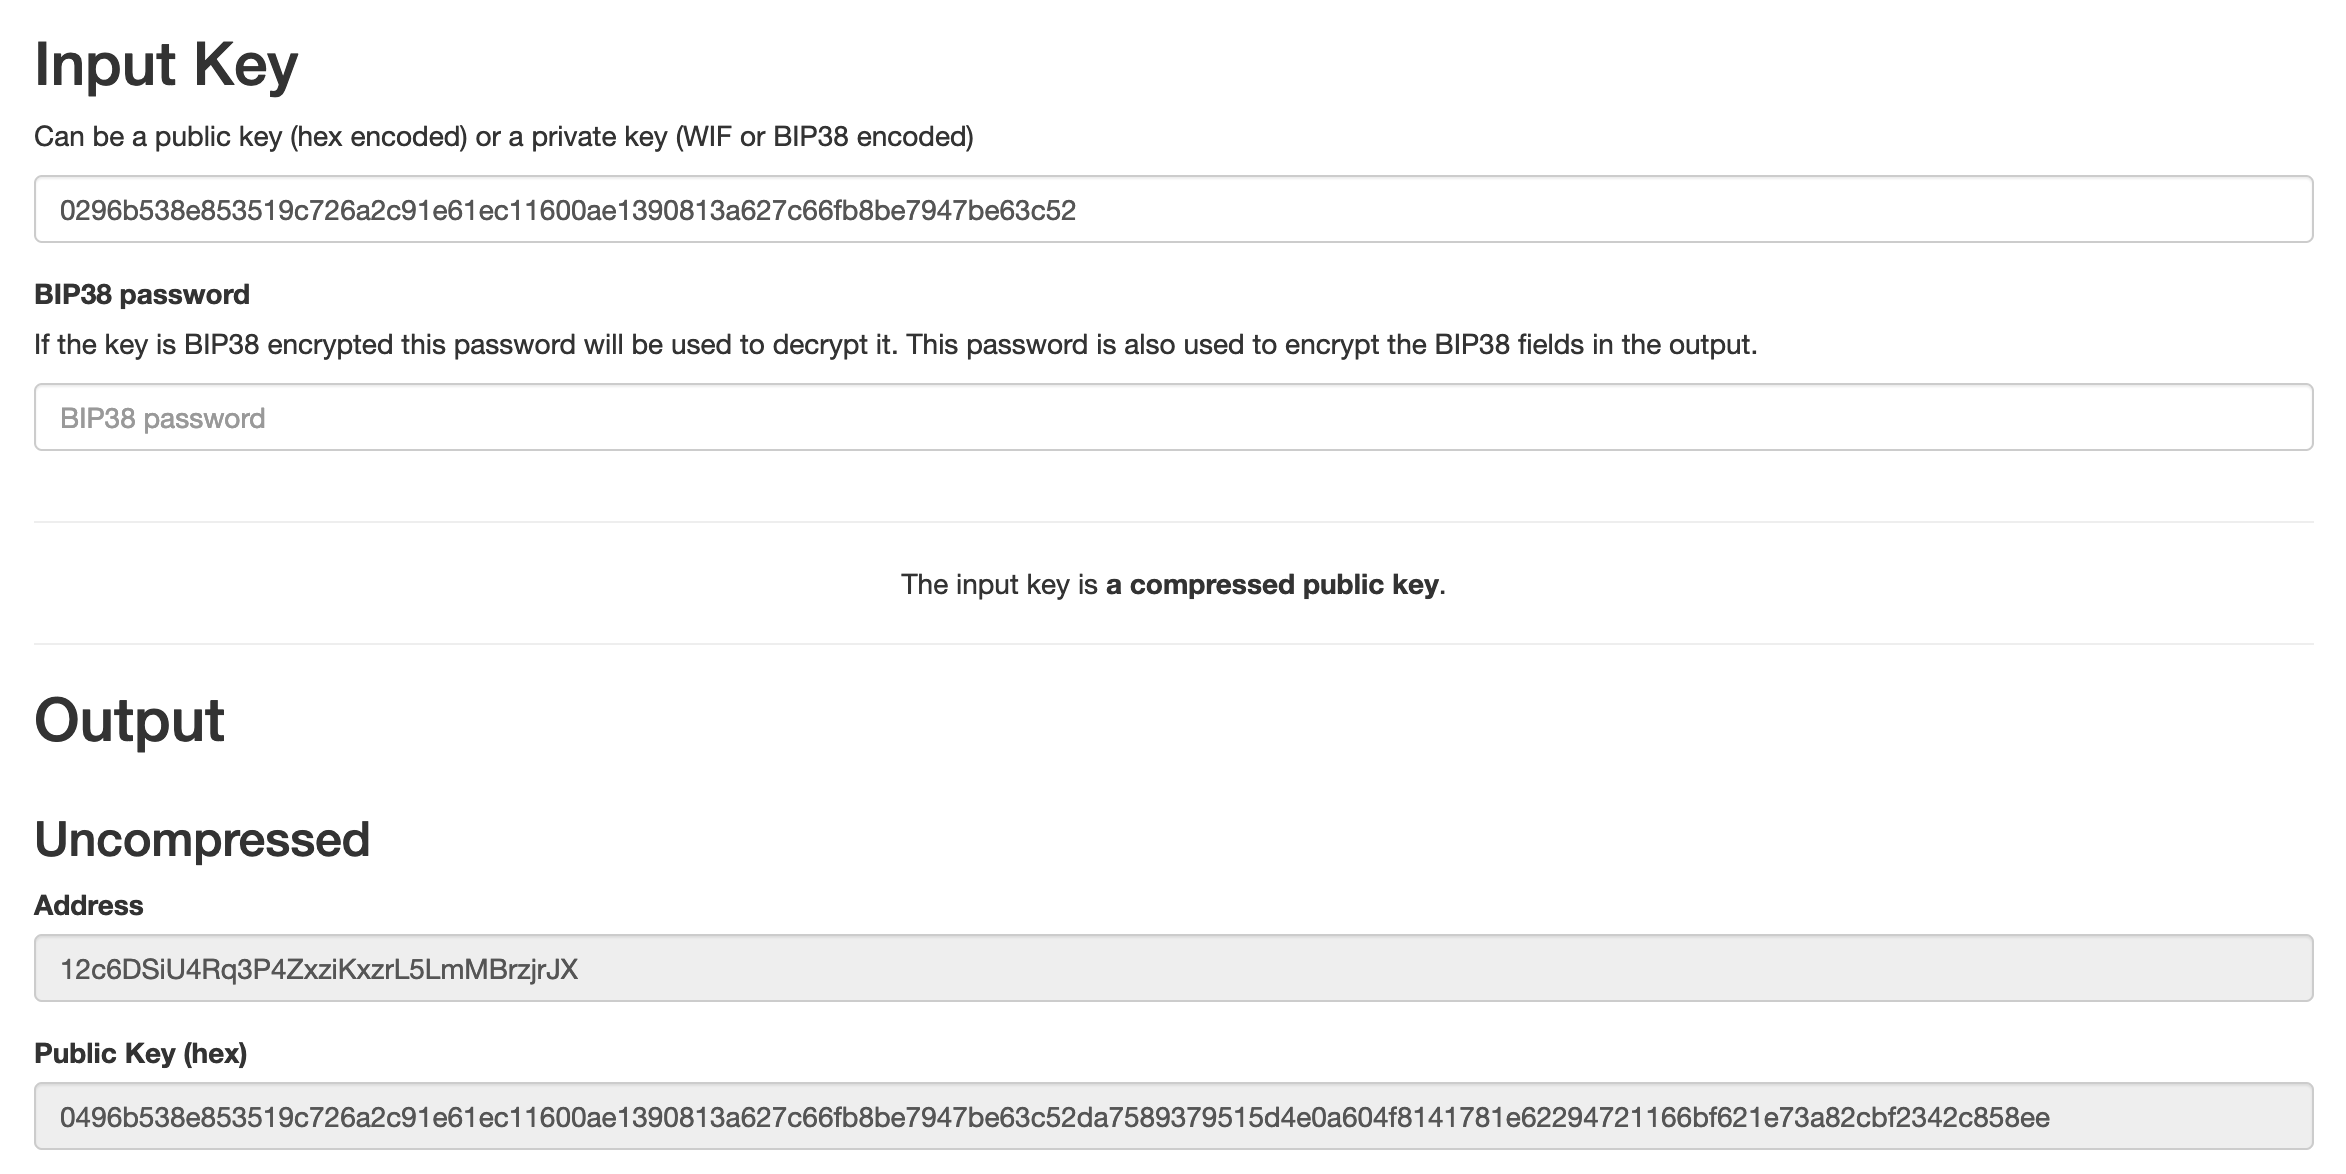 Input Key
Can be a public key (hex encoded) or a private key (WIF or BIP38 encoded)
0296b538e853519c726a2c91e61ec11600ae1390813a627c66fb8be7947be63c52
BIP38 password
If the key is BIP38 encrypted this password will be used to decrypt it. This password is also used to encrypt the BIP38 fields in the output.
BIP38 password
The input key is a compressed public key.
Output
Uncompressed
Address
12c6DSiU4Rq3P4ZxziKxzrL5LmMBrzjrJX
Public Key (hex)
0496b538e853519c726a2c91e61ec11600ae1390813a627c66fb8be7947be63c52da7589379515d4e0a604f8141781e62294721166bf621e73a82cbf2342c858ee